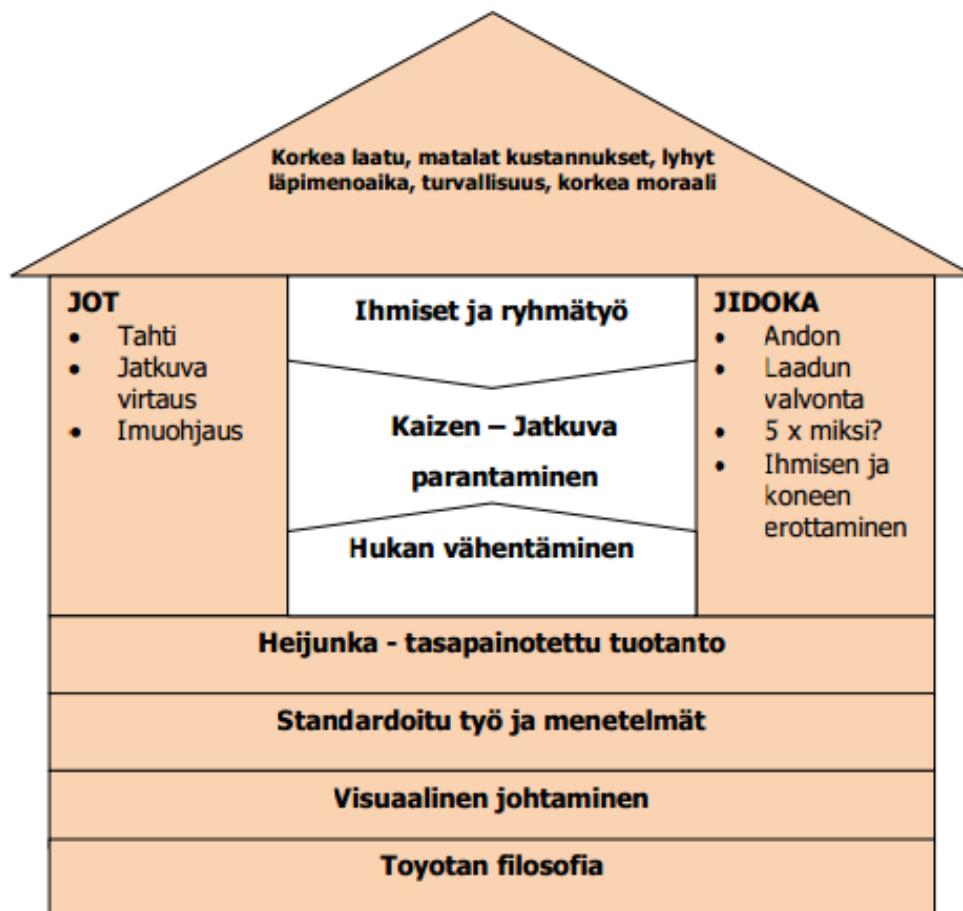 Korkea laatu, matalat kustannukset, lyhyt
läpimenoaika, turvallisuus, korkea moraali
JOT
• Tahti
• Jatkuva
virtaus
• Imuohjaus
Ihmiset ja ryhmätyö
Kaizen – Jatkuva
parantaminen
Hukan vähentäminen
JIDOKA
• Andon
• Laadun
valvonta
• 5 x miksi?
• Ihmisen ja
koneen
erottaminen
Heijunka - tasapainotettu tuotanto
Standardoitu työ ja menetelmät
Visuaalinen johtaminen
Toyotan filosofia